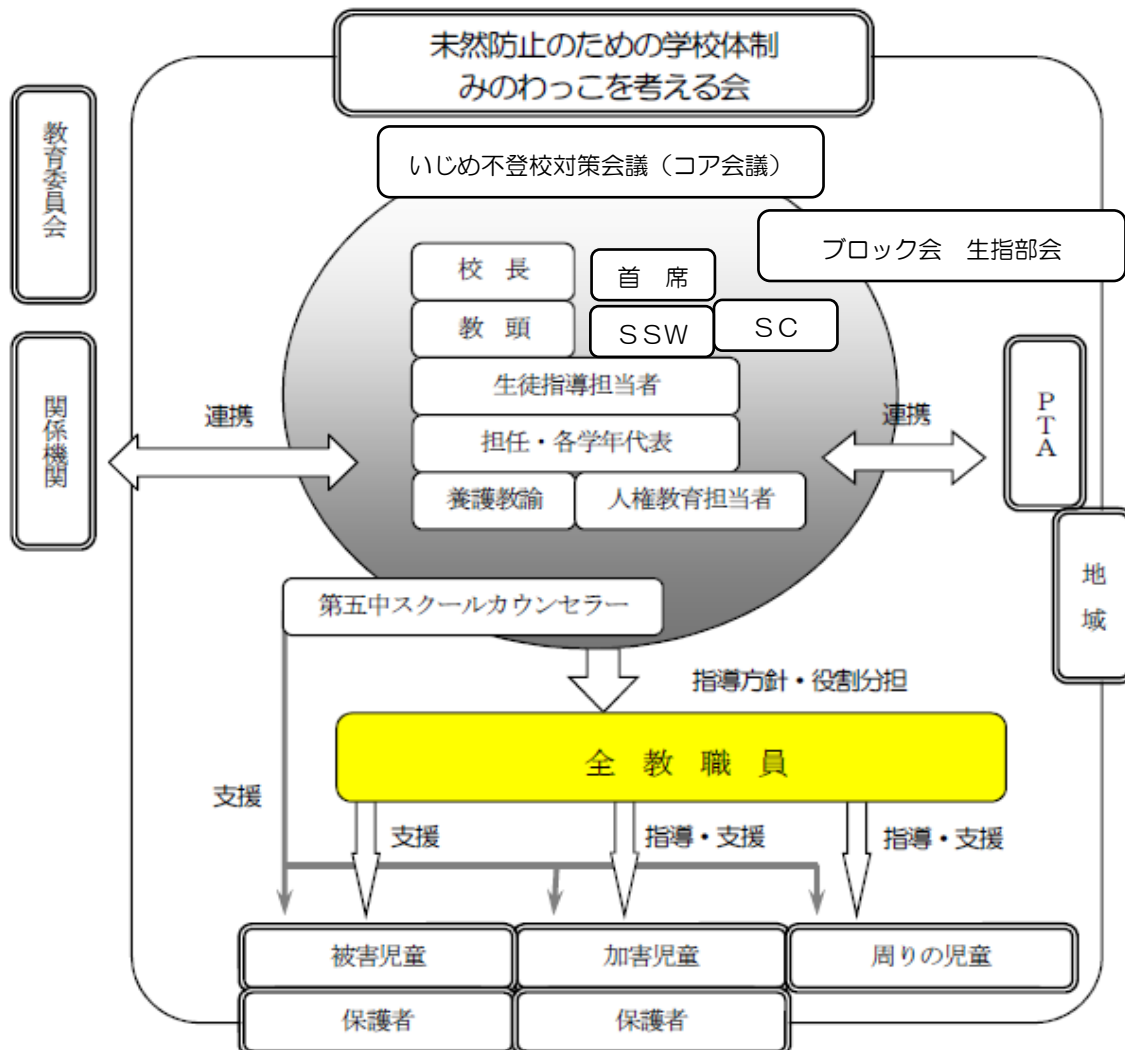 未然防止のための学校体制
みのわっこを考える会
教育委員会
いじめ不登校対策会議（コア会議）
ブロック会　生指部会
校　長
首　席
教　頭
ＳＳＷ
ＳＣ
生徒指導担当者
関係機関
連携
担任・各学年代表
連携
ＰＴＡ
養護教諭
人権教育担当者
地域
第五中スクールカウンセラー
指導方針・役割分担
全　教　職　員
支援
支援
指導・支援
指導・支援
被害児童
加害児童
周りの児童
保護者
保護者